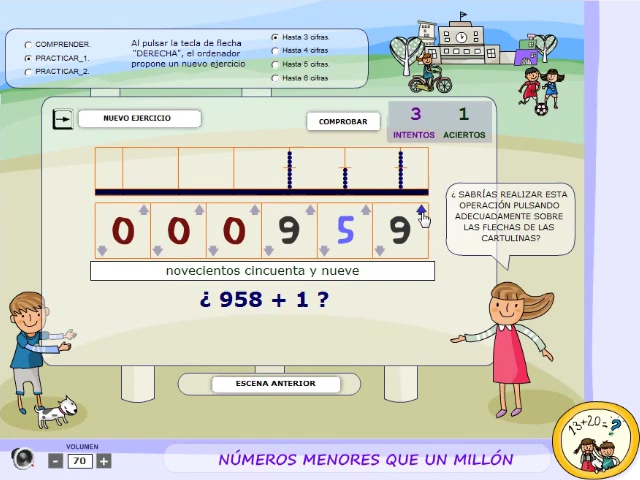 COMPRENDER.
PRACTICAR_1.
PRACTICAR_2.
Al pulsar la tecla de flecha
"DERECHA", el ordenador
propone un nuevo ejercicio
Hasta 3 cifras.
Hasta 4 cifras
Hasta 5 cifras.
Hasta 6 cifras
NUEVO EJERCICIO
COMPROBAR
3 1
INTENTOS ACIERTOS
0 0 0 9 5 9
novecientos cincuenta y nueve
¿ 958 + 1 ?
¿ SABRÍAS REALIZAR ESTA
OPERACIÓN PULSANDO
ADECUADAMENTE SOBRE
LAS FLECHAS DE LAS
CARTULINAS?
ESCENA ANTERIOR
VOLUMEN
- 70 +
NÚMEROS MENORES QUE UN MILLÓN
13+20=?